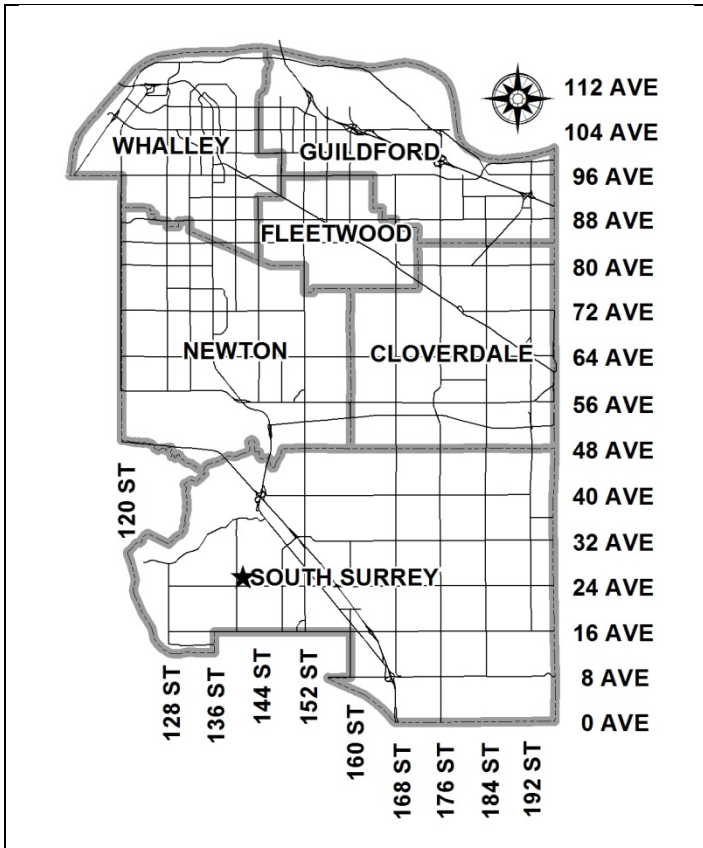 112 AVE
104 AVE
WHALLEY
GUILDFORD
96 AVE
88 AVE
FLEETWOOD
80 AVE
72 AVE
NEWTON
CLOVERDALE
64 AVE
56 AVE
48 AVE
120 ST
40 AVE
32 AVE
SOUTH SURREY
24 AVE
16 AVE
128 ST
136 ST
144 ST
152 ST
160 ST
8 AVE
0 AVE
168 ST
176 ST
184 ST
192 ST